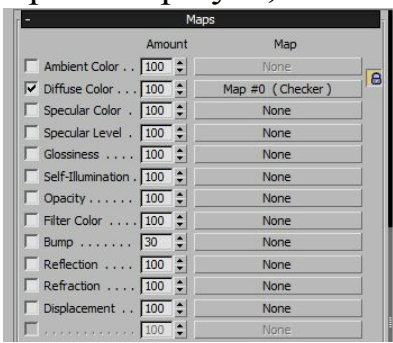 - Maps
Amount Map
Ambient Color . . 100 None
Diffuse Color . . . 100 Map #0 ( Checker )
Specular Color . 100 None
Specular Level . 100 None
Glossiness . . . . 100 None
Self-Illumination . 100 None
Opacity . . . . . . 100 None
Filter Color . . . . 100 None
Bump . . . . . . . 30 None
Reflection . . . . 100 None
Refraction . . . . 100 None
Displacement . . 100 None
. . . . . . . . . . . . 100 None